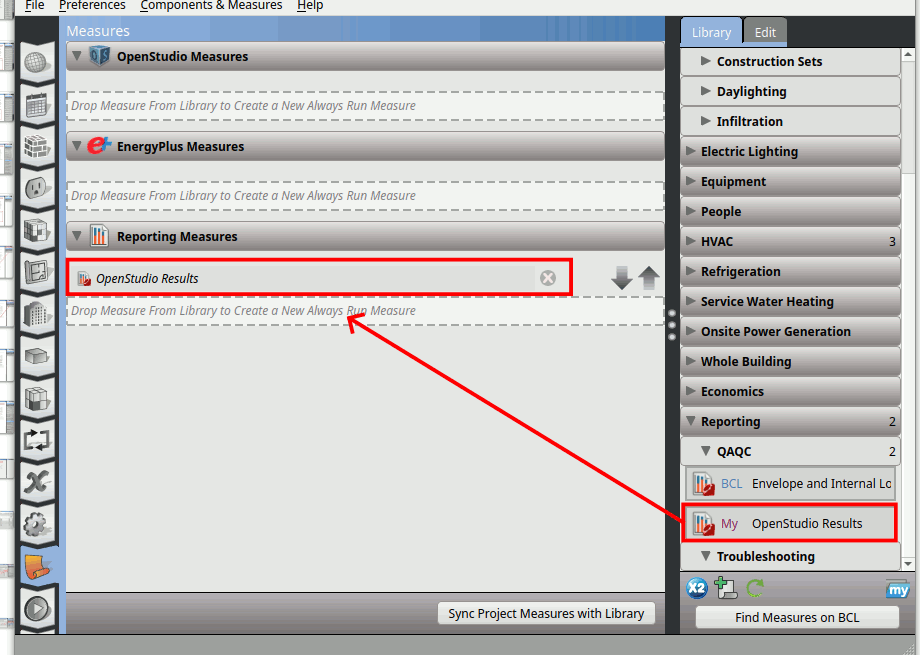 File Preferences Components & Measures Help
Measures
OpenStudio Measures
Drop Measure From Library to Create a New Always Run Measure
EnergyPlus Measures
Drop Measure From Library to Create a New Always Run Measure
Reporting Measures
OpenStudio Results
Drop Measure From Library to Create a New Always Run Measure
Sync Project Measures with Library
Library Edit
Construction Sets
Daylighting
Infiltration
Electric Lighting
Equipment
People
HVAC 3
Refrigeration
Service Water Heating
Onsite Power Generation
Whole Building
Economics
Reporting 2
QAQC 2
BCL Envelope and Internal Lo
My OpenStudio Results
Troubleshooting
X2 my
Find Measures on BCL